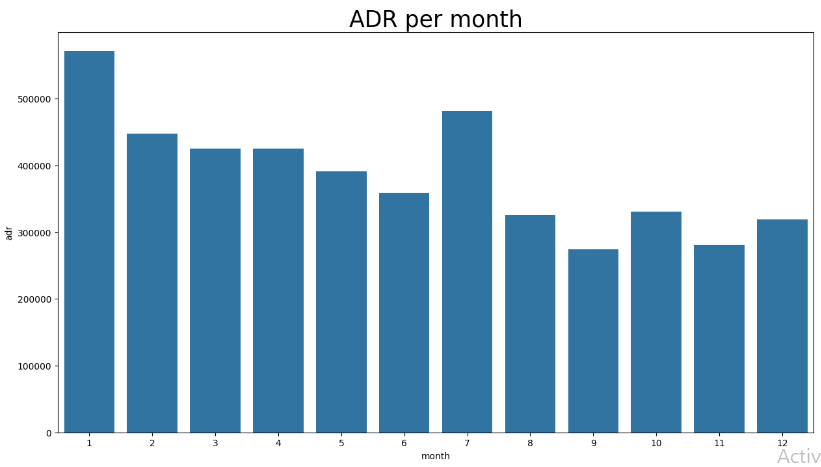 ADR per month
500000
400000
300000
200000
100000
0
adr
1 2 3 4 5 6 7 8 9 10 11 12
month
Activ